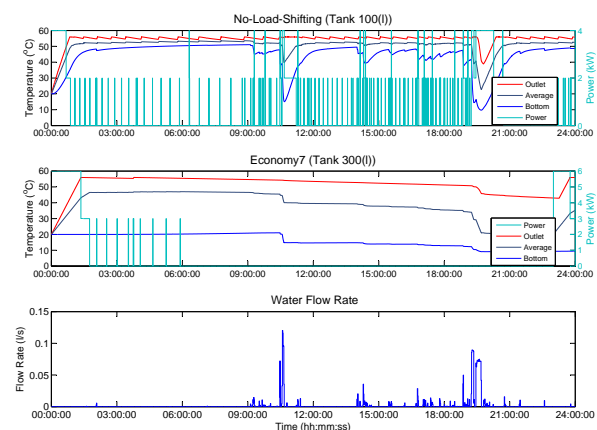 No-Load-Shifting (Tank 100(l))
Temperature (°C)
60
50
40
30
20
10
0
4
2
0
Power (kW)
Outlet
Average
Bottom
Power
00:00:00 03:00:00 06:00:00 09:00:00 12:00:00 15:00:00 18:00:00 21:00:00 24:00:00
Economy7 (Tank 300(l))
Temperature (°C)
60
50
40
30
20
10
0
6
5
4
3
2
1
0
Power (kW)
Power
Outlet
Average
Bottom
00:00:00 03:00:00 06:00:00 09:00:00 12:00:00 15:00:00 18:00:00 21:00:00 24:00:00
Water Flow Rate
Flow Rate (l/s)
0.15
0.1
0.05
0
00:00:00 03:00:00 06:00:00 09:00:00 12:00:00 15:00:00 18:00:00 21:00:00 24:00:00
Time (hh:mm:ss)